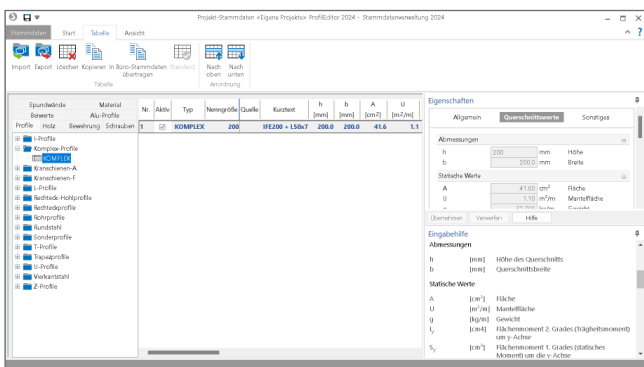 Projekt-Stammdaten <Eigene Projekte> ProfilEditor 2024 - Stammdatenverwaltung 2024
Stammdaten Start Tabelle Ansicht
Import Export Löschen Kopieren In Büro-Stammdaten übertragen Standard Nach oben Nach unten
Tabelle Anordnung
Spundwände Material
Beiwerte Alu-Profile
Profile Holz Bewehrung Schrauben
I-Profile
Komplex-Profile
KOMPLEX
Kranschienen-A
Kranschienen-F
L-Profile
Rechteck-Hohlprofile
Rechteckprofile
Rohrprofile
Rundstahl
Sonderprofile
T-Profile
Trapezprofile
U-Profile
Vierkantstahl
Z-Profile
Nr. Aktiv Typ Nenngröße Quelle Kurztext h [mm] b [mm] A [cm²] U [m²/m]
1 KOMPLEX 200 IFE200 + L50x7 200.0 200.0 41.6 1.1
Eigenschaften
Allgemein Querschnittswerte Sonstiges
Abmessungen
h 200 mm Höhe
b 200.0 mm Breite
Statische Werte
A 41.60 cm² Fläche
U 1.10 m²/m Mantelfläche
Übernehmen Verwerfen Hilfe
Eingabehilfe
Abmessungen
h [mm] Höhe des Querschnitts
b [mm] Querschnittsbreite
Statische Werte
A [cm²] Fläche
U [m²/m] Mantelfläche
g [kg/m] Gewicht
Iy [cm4] Flächenmoment 2. Grades (Trägheitsmoment)
um y-Achse
Sy [cm³] Flächenmoment 1. Grades (statisches
Moment) um die y-Achse